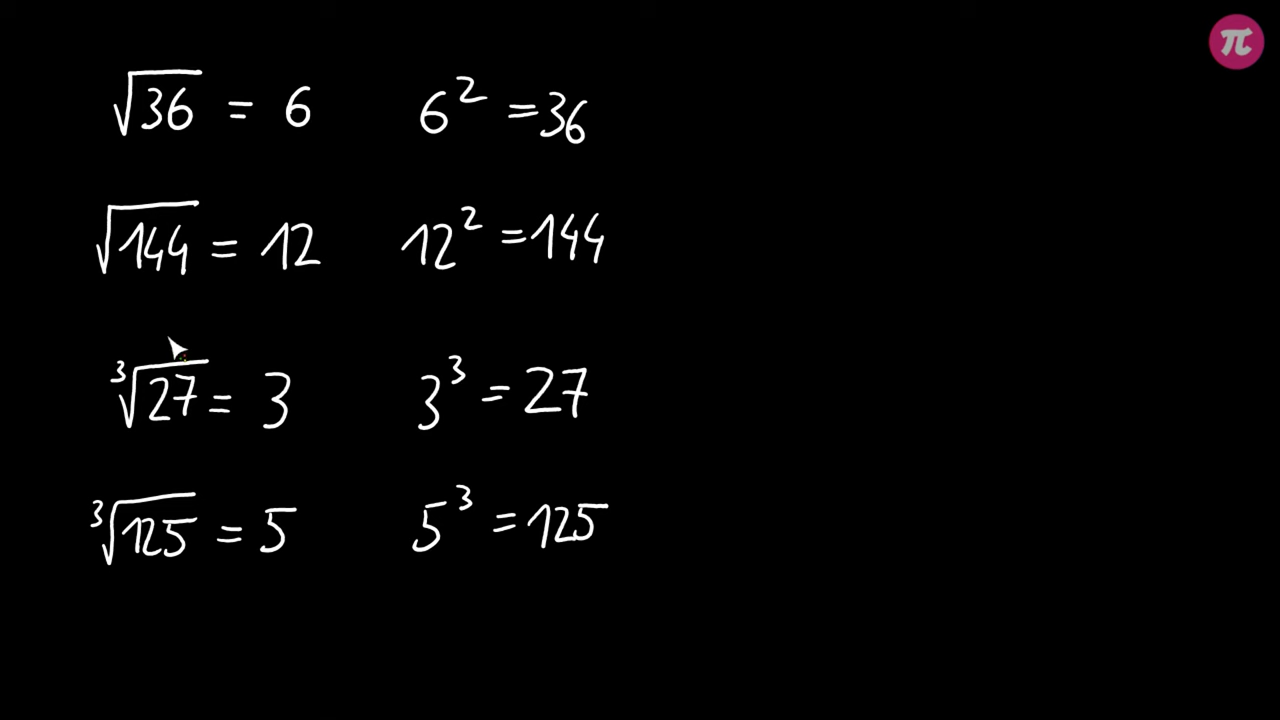 √36 = 6 6² = 36
√144 = 12 12² = 144
³√27 = 3 3³ = 27
³√125 = 5 5³ = 125
π